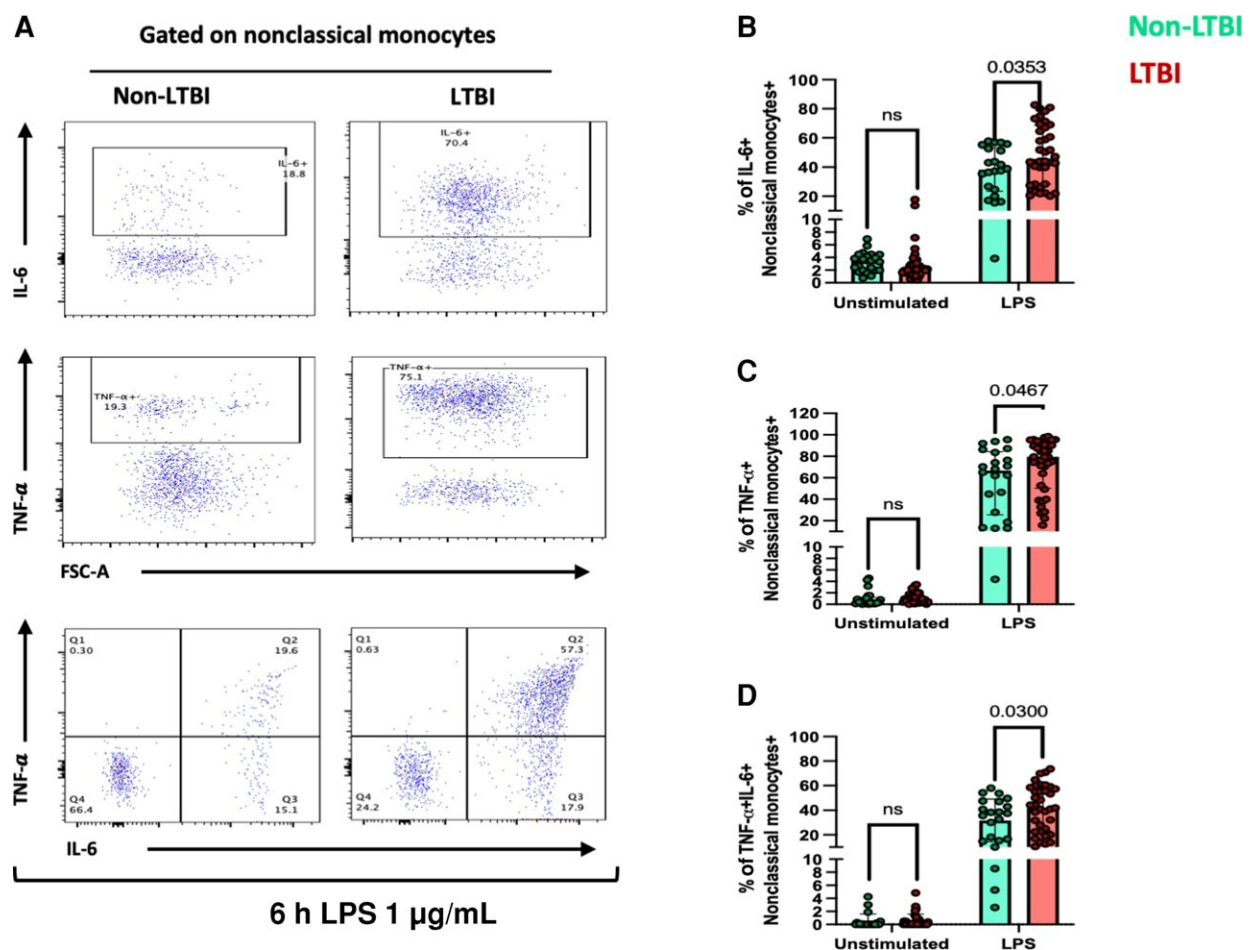 A
Gated on nonclassical monocytes
Non-LTBI
LTBI
IL-6
IL-6+
18.8
IL-6+
70.4
TNF-α
TNF-α+
19.3
TNF-α+
75.1
FSC-A
TNF-α
Q1
0.30
Q2
19.6
Q4
66.4
Q3
15.1
Q1
0.63
Q2
57.3
Q4
24.2
Q3
17.9
IL-6
6 h LPS 1 µg/mL
B
Non-LTBI
LTBI
% of IL-6+
Nonclassical monocytes+
100
80
60
40
20
10
8
6
4
2
0
ns
0.0353
Unstimulated
LPS
C
% of TNF-α+
Nonclassical monocytes+
120
100
80
60
40
20
10
8
6
4
2
0
ns
0.0467
Unstimulated
LPS
D
% of TNF-α+IL-6+
Nonclassical monocytes+
100
80
60
40
20
10
8
6
4
2
0
ns
0.0300
Unstimulated
LPS